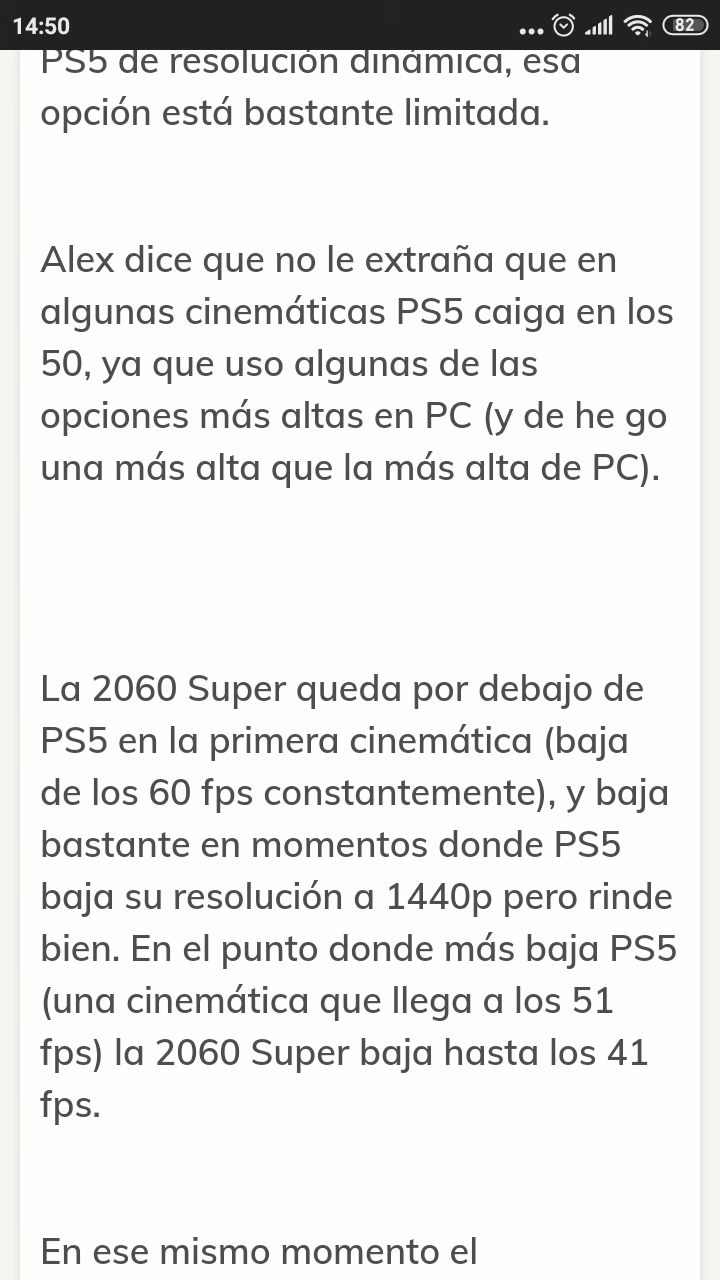 14:50
82
PS5 de resolución dinámica, esa
opción está bastante limitada.
Alex dice que no le extraña que en
algunas cinemáticas PS5 caiga en los
50, ya que uso algunas de las
opciones más altas en PC (y de he go
una más alta que la más alta de PC).
La 2060 Super queda por debajo de
PS5 en la primera cinemática (baja
de los 60 fps constantemente), y baja
bastante en momentos donde PS5
baja su resolución a 1440p pero rinde
bien. En el punto donde más baja PS5
(una cinemática que llega a los 51
fps) la 2060 Super baja hasta los 41
fps.
En ese mismo momento el